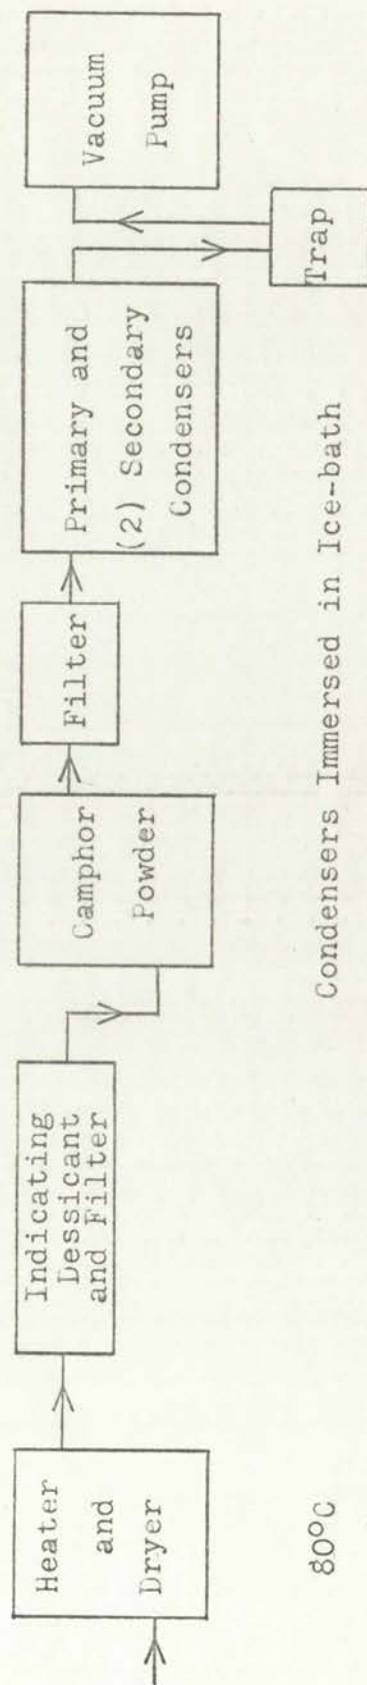 Heater
and
Dryer
Indicating
Dessicant
and Filter
Camphor
Powder
Filter
Primary and
(2) Secondary
Condensers
Trap
Vacuum
Pump
80°C
Condensers Immersed in Ice-bath